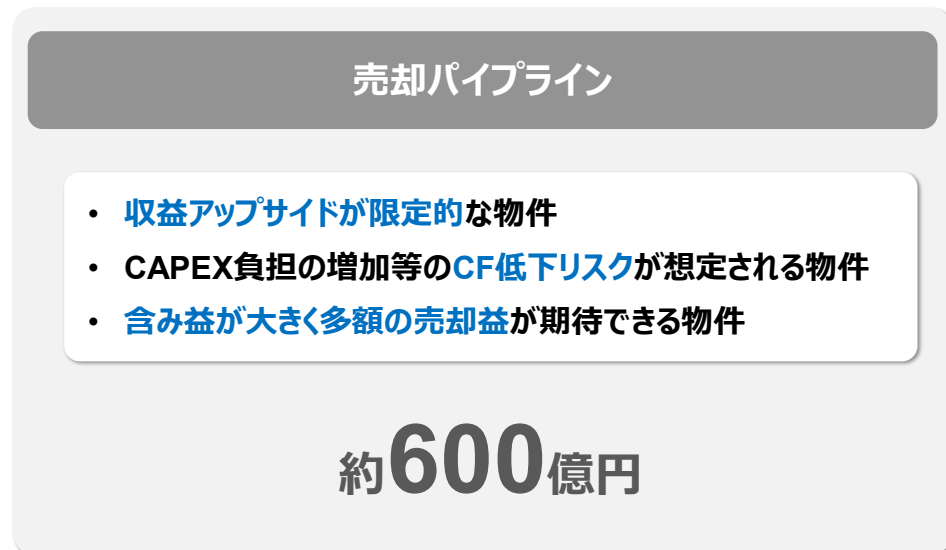 売却パイプライン
• 収益アップサイドが限定的な物件
• CAPEX負担の増加等のCF低下リスクが想定される物件
• 含み益が大きく多額の売却益が期待できる物件
約600億円